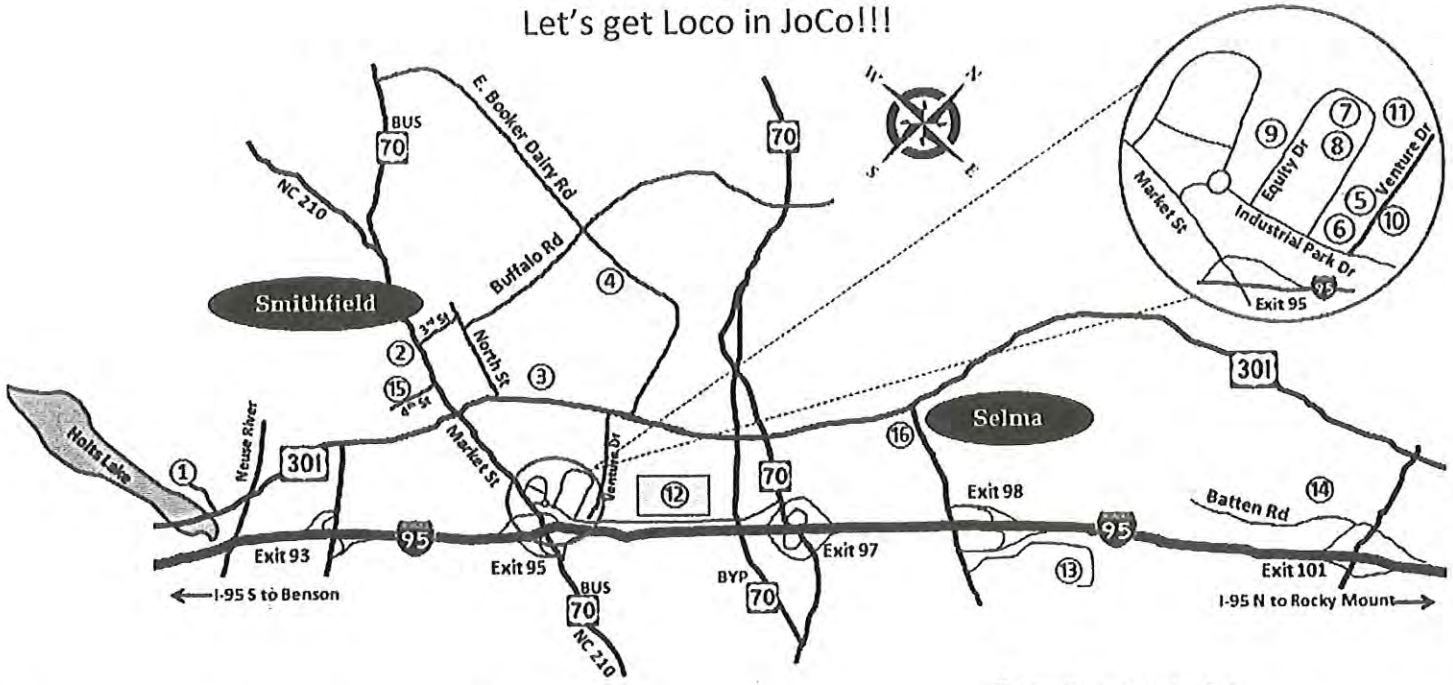 Let's get Loco in JoCo!!!
W
N
S
E
BUS
70
E. Booker Dairy Rd
70
NC 210
Buffalo Rd
4
Smithfield
3rd St
2
North St
15
4th St
3
Holts Lake
1
Neuse River
301
Market St
Venture Dr
12
70
16
Selma
301
14
Batten Rd
Exit 93
95
Exit 95
Exit 97
Exit 98
95
13
Exit 101
BUS
70
NC 210
BYP
70
←I-95 S to Benson
I-95 N to Rocky Mount→
7
11
9
8
Equity Dr
Venture Dr
5
Market St
6
10
Industrial Park Dr
95
Exit 95